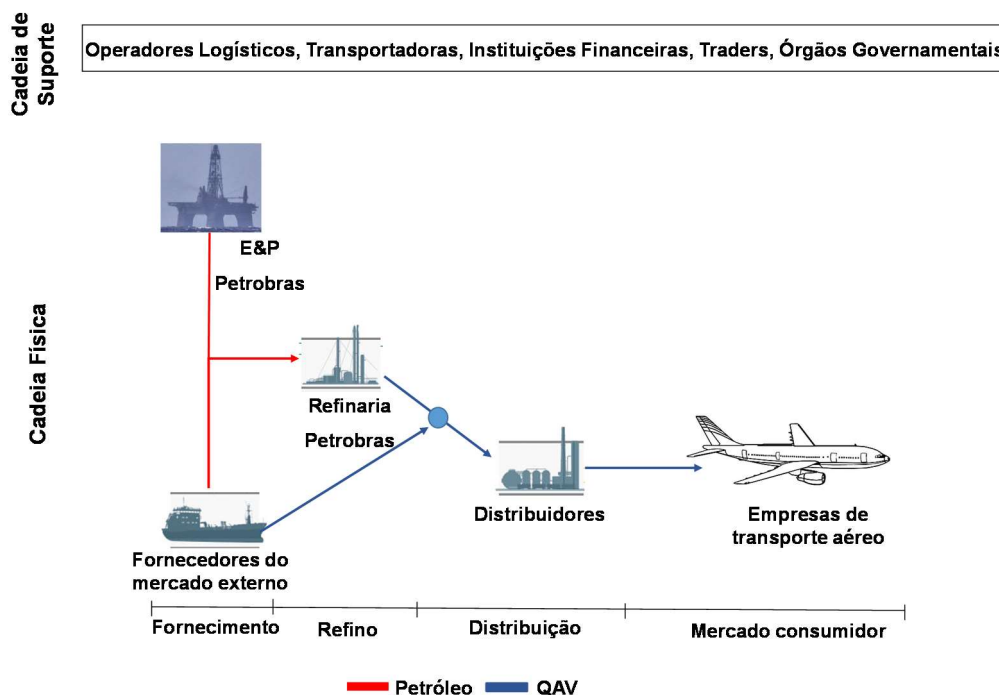 Cadeia de
Suporte
Operadores Logísticos, Transportadoras, Instituições Financeiras, Traders, Órgãos Governamentais
Cadeia Física
E&P
Petrobras
Refinaria
Petrobras
Distribuidores
Empresas de
transporte aéreo
Fornecedores do
mercado externo
Fornecimento
Refino
Distribuição
Mercado consumidor
Petróleo
QAV